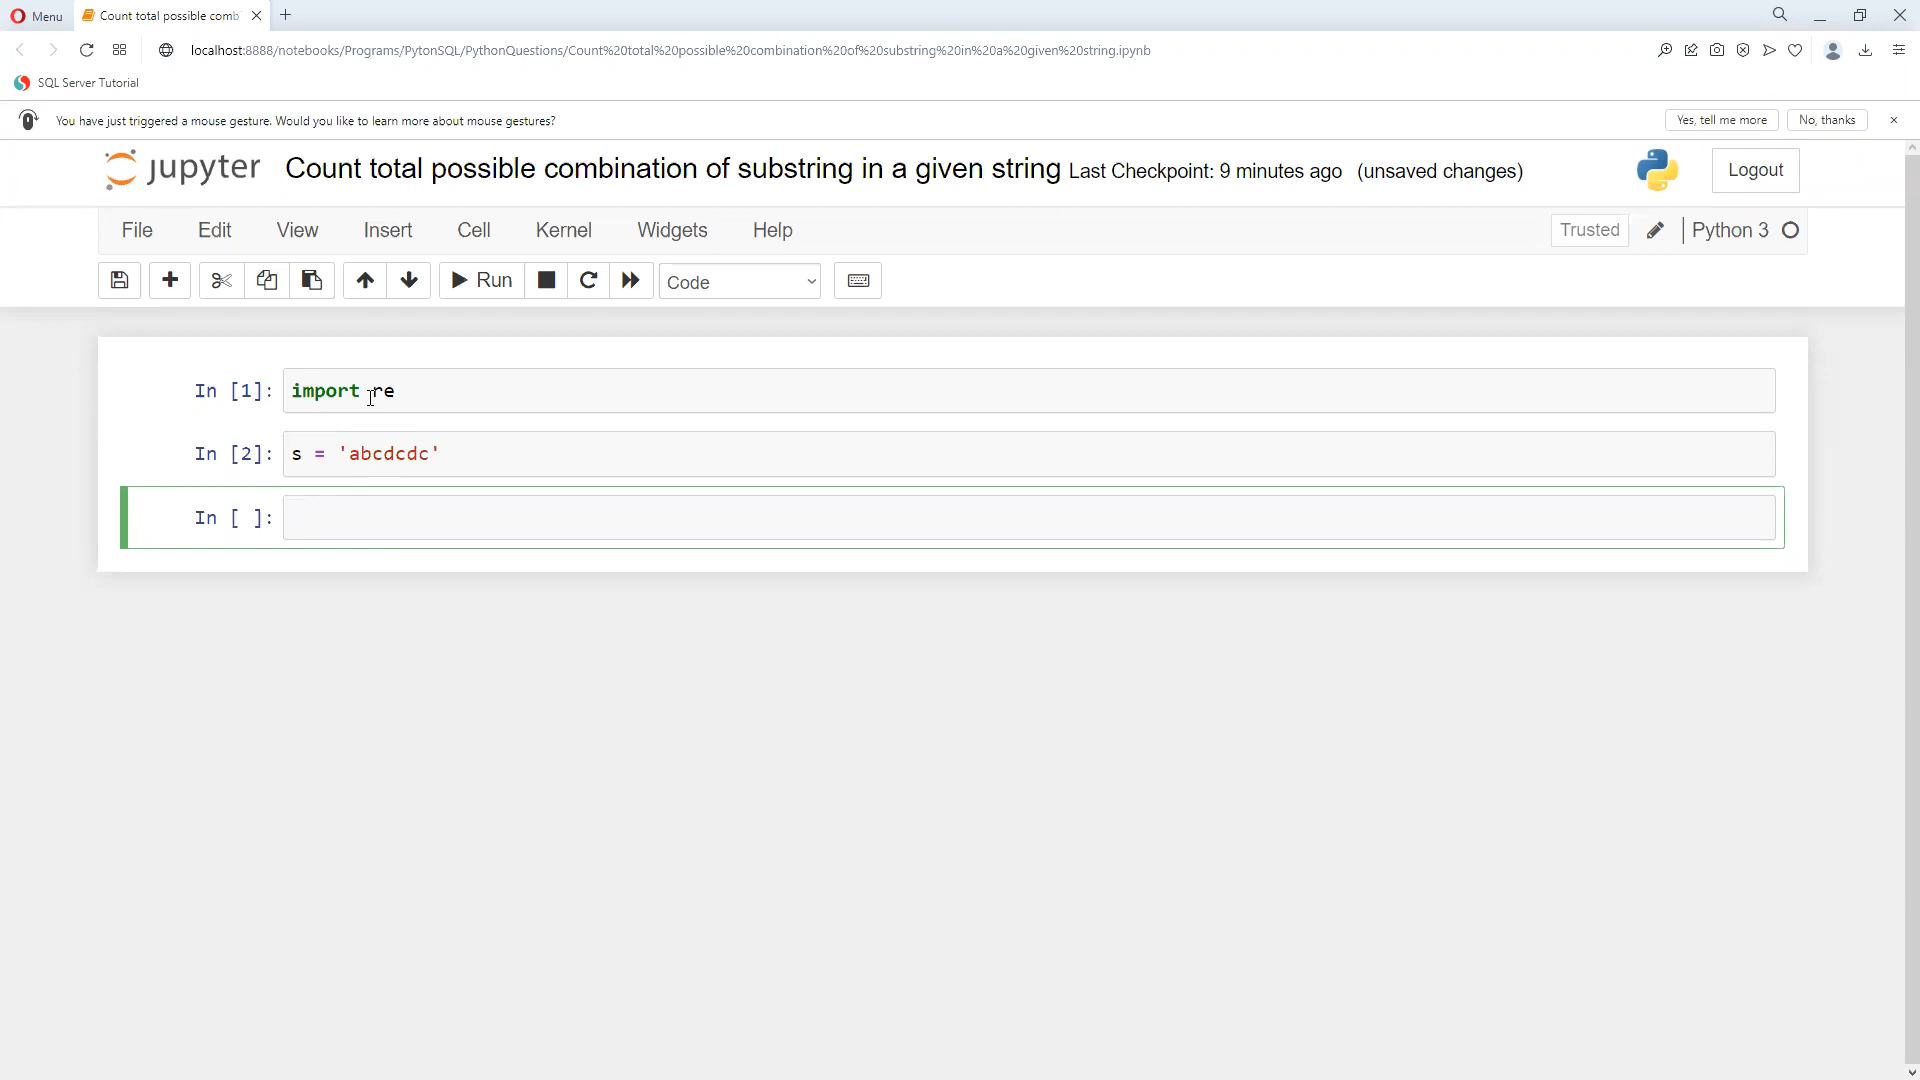 Menu
Count total possible comb
localhost:8888/notebooks/Programs/PytonSQL/PythonQuestions/Count%20total%20possible%20combination%20of%20substring%20in%20a%20given%20string.ipynb
SQL Server Tutorial
You have just triggered a mouse gesture. Would you like to learn more about mouse gestures?
Yes, tell me more
No, thanks
jupyter Count total possible combination of substring in a given string Last Checkpoint: 9 minutes ago (unsaved changes)
Logout
File Edit View Insert Cell Kernel Widgets Help
Trusted
Python 3
Run
Code
In [1]: import re
In [2]: s = 'abcdcdc'
In [ ]: